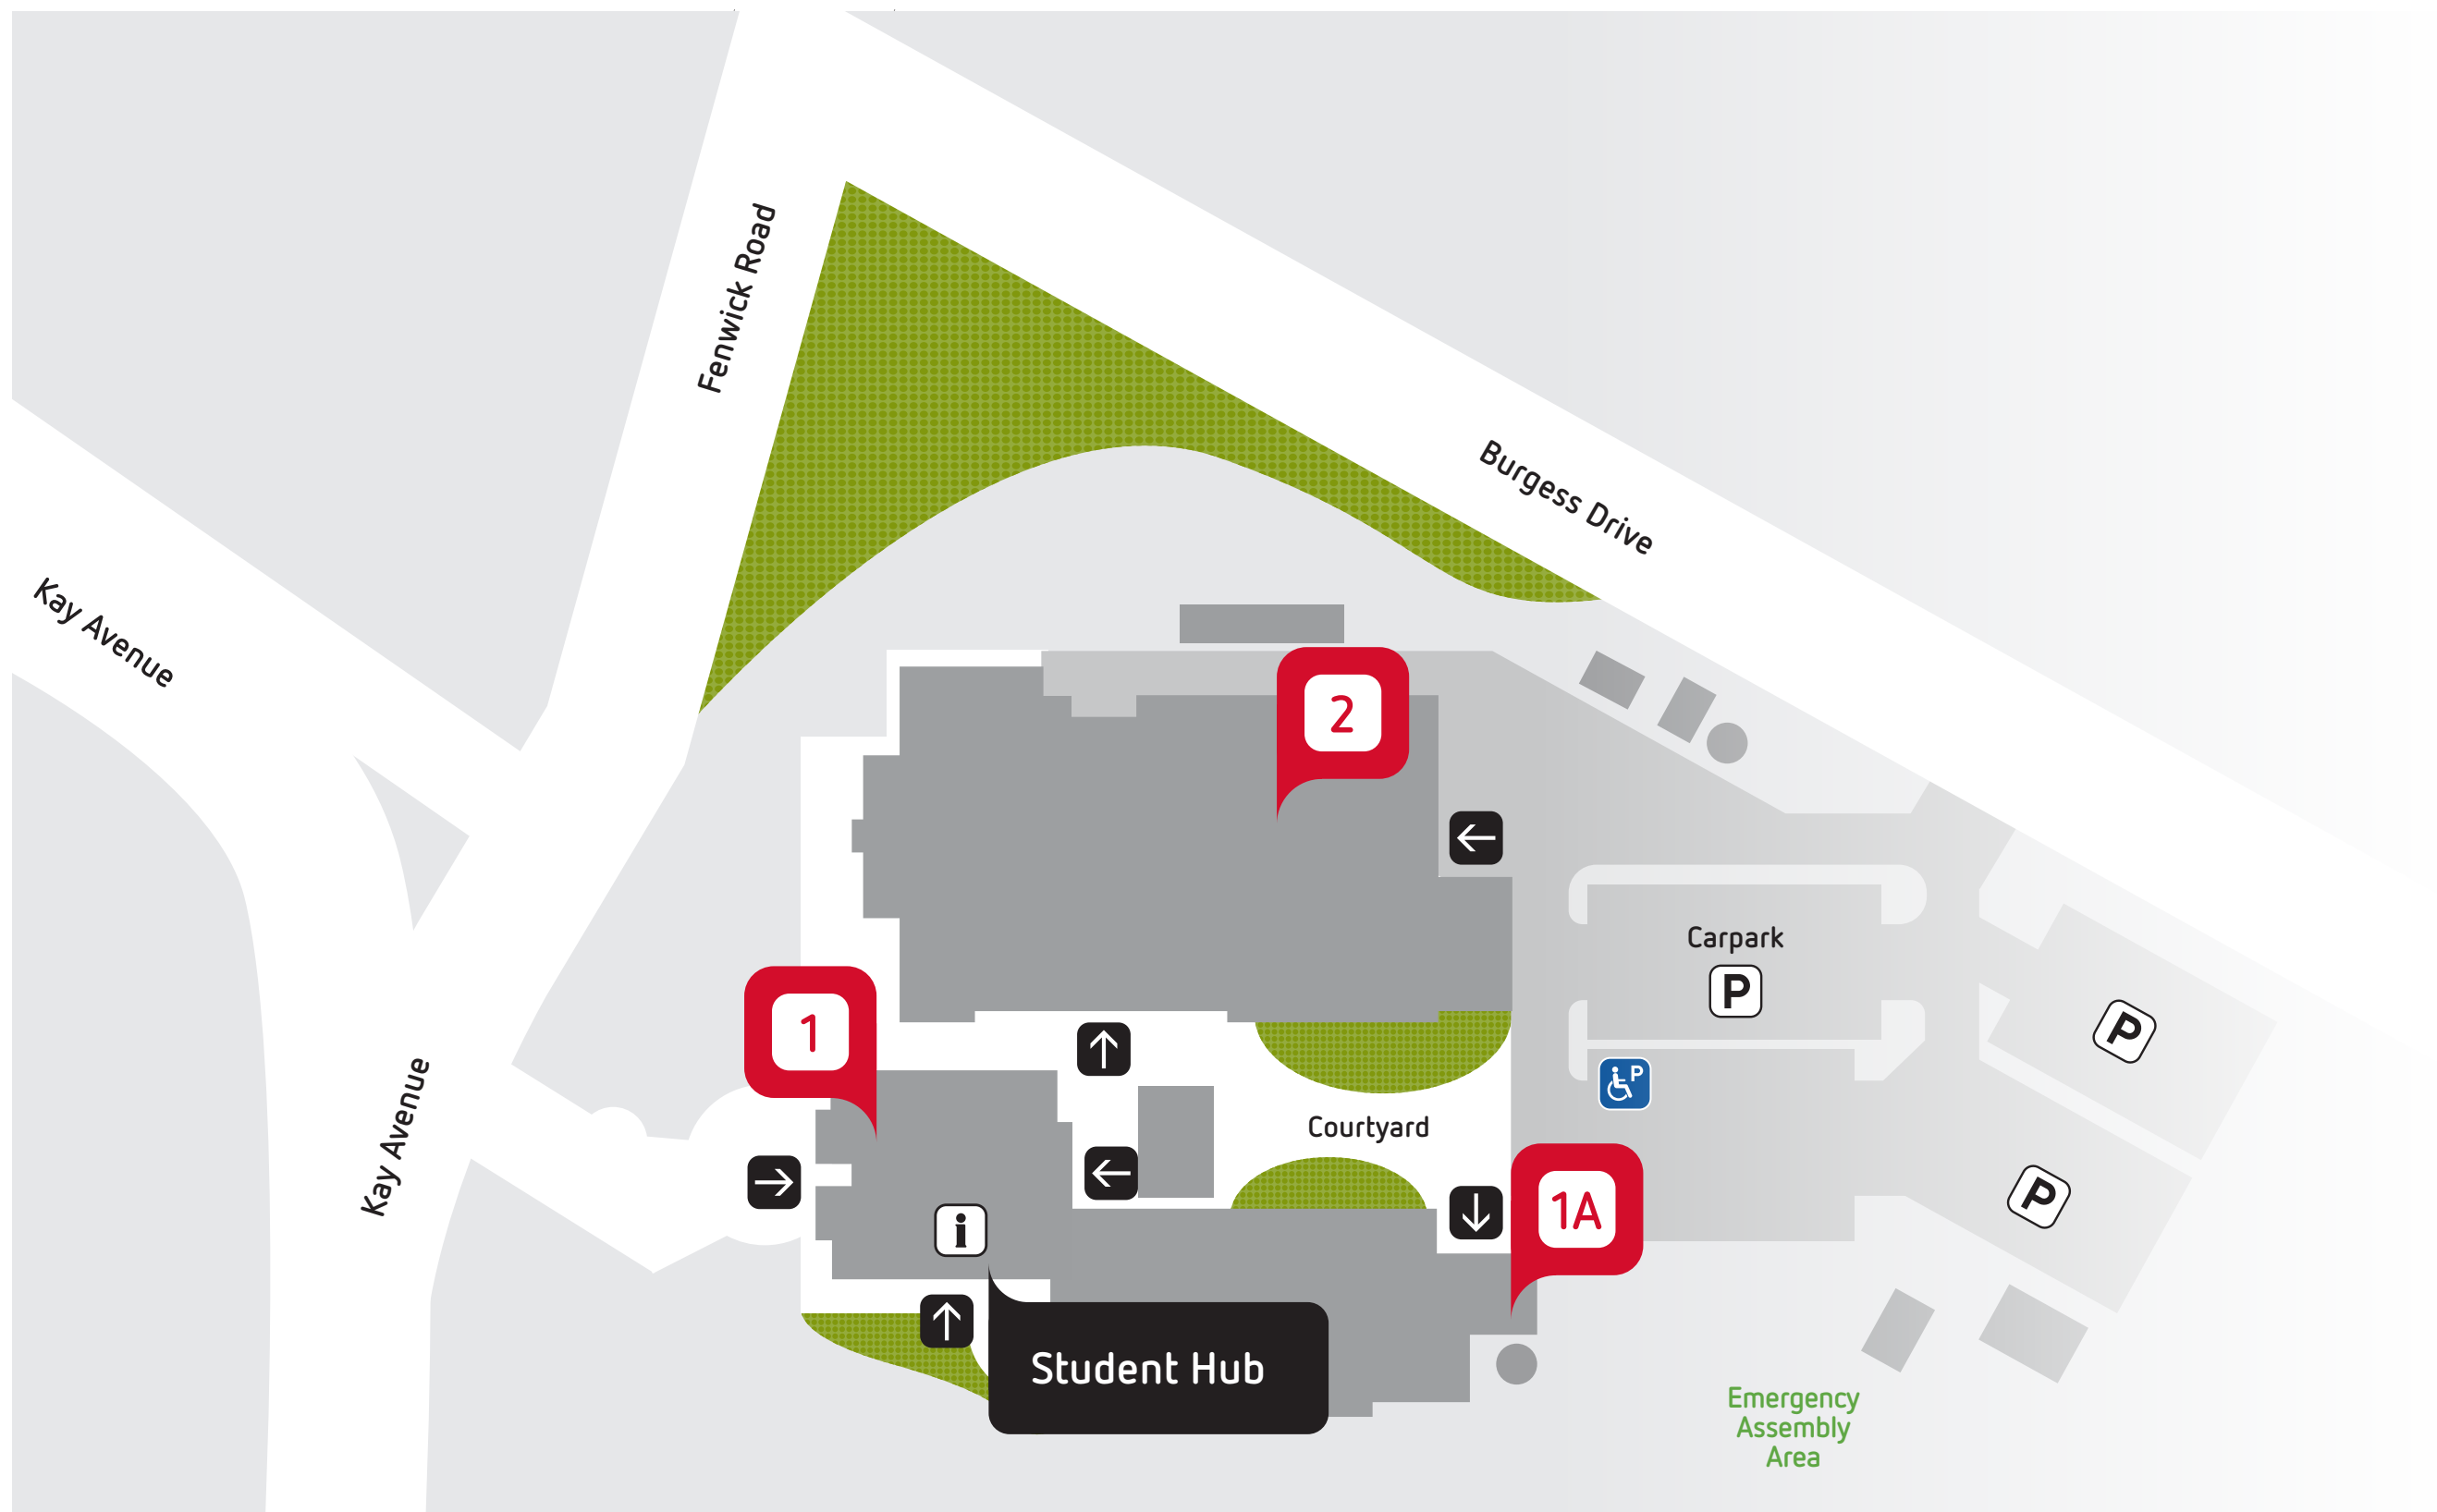 Fenwick Road
Burgess Drive
Kay Avenue
2
Carpark
P
1
P
Kay Avenue
P
Courtyard
1A
P
i
Student Hub
Emergency
Assembly
Area